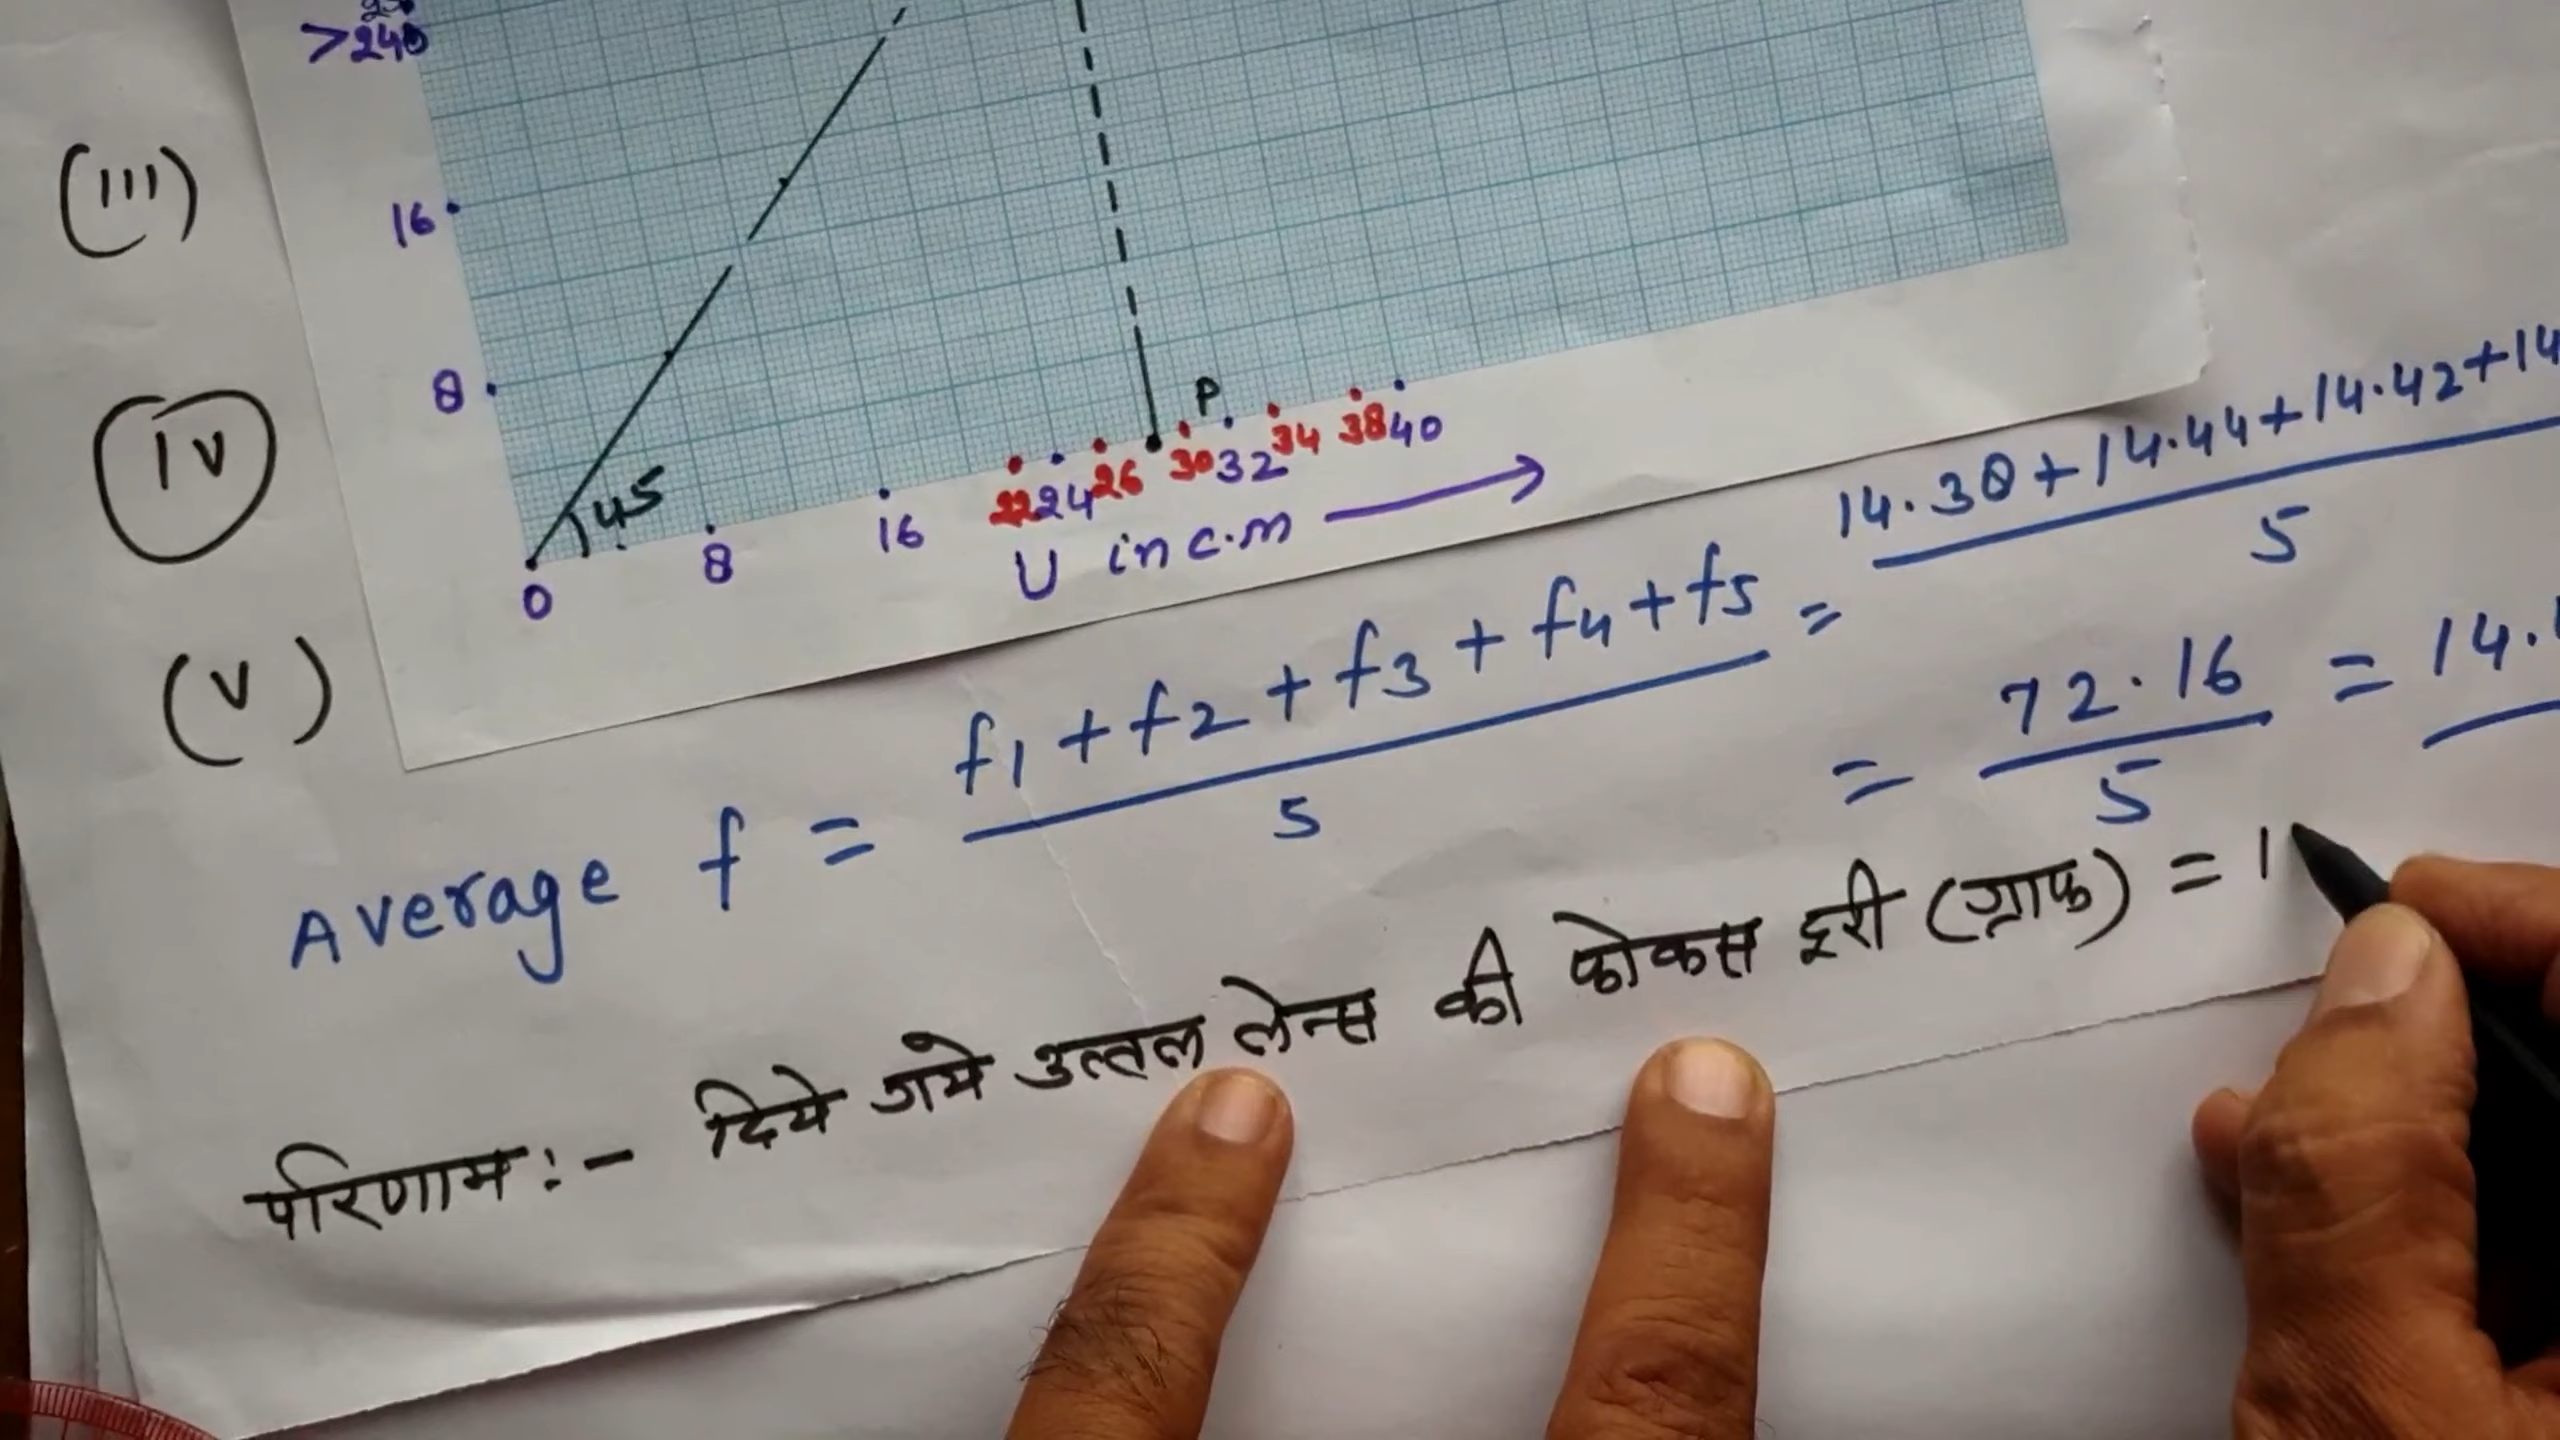 >240
(III)
16
(IV)
8
P
45
0 8 16 22 24 26 30 32 34 38 40
U in c.m
(V)
Average f = f1 + f2 + f3 + f4 + f5 / 5 = 14.38 + 14.44 + 14.42 + 14 / 5
= 72.16 / 5 = 14.
परिणाम :- दिये गये उत्तल लेन्स की फोकस दूरी (ग्राफ) = 1